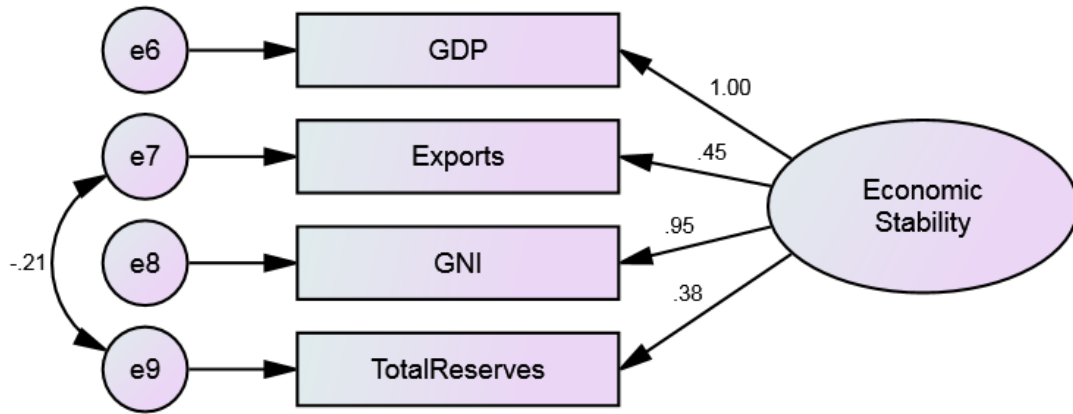 e6
GDP
1.00
e7
Exports
.45
Economic
Stability
-.21
e8
GNI
.95
e9
TotalReserves
.38